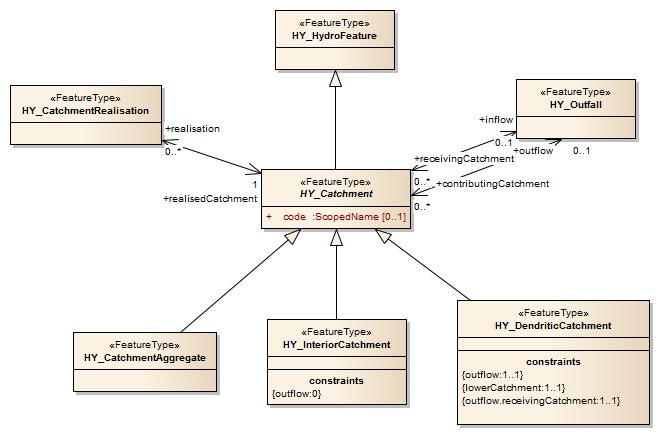 «FeatureType»
HY_HydroFeature
«FeatureType»
HY_CatchmentRealisation
«FeatureType»
HY_Outfall
+realisation
0..*
+inflow
0..1
+outflow
0..1
+receivingCatchment
0..*
+contributingCatchment
0..*
1
+realisedCatchment
«FeatureType»
HY_Catchment
+ code :ScopedName [0..1]
«FeatureType»
HY_CatchmentAggregate
«FeatureType»
HY_InteriorCatchment
constraints
{outflow:0}
«FeatureType»
HY_DendriticCatchment
constraints
{outflow:1..1}
{lowerCatchment:1..1}
{outflow.receivingCatchment:1..1}